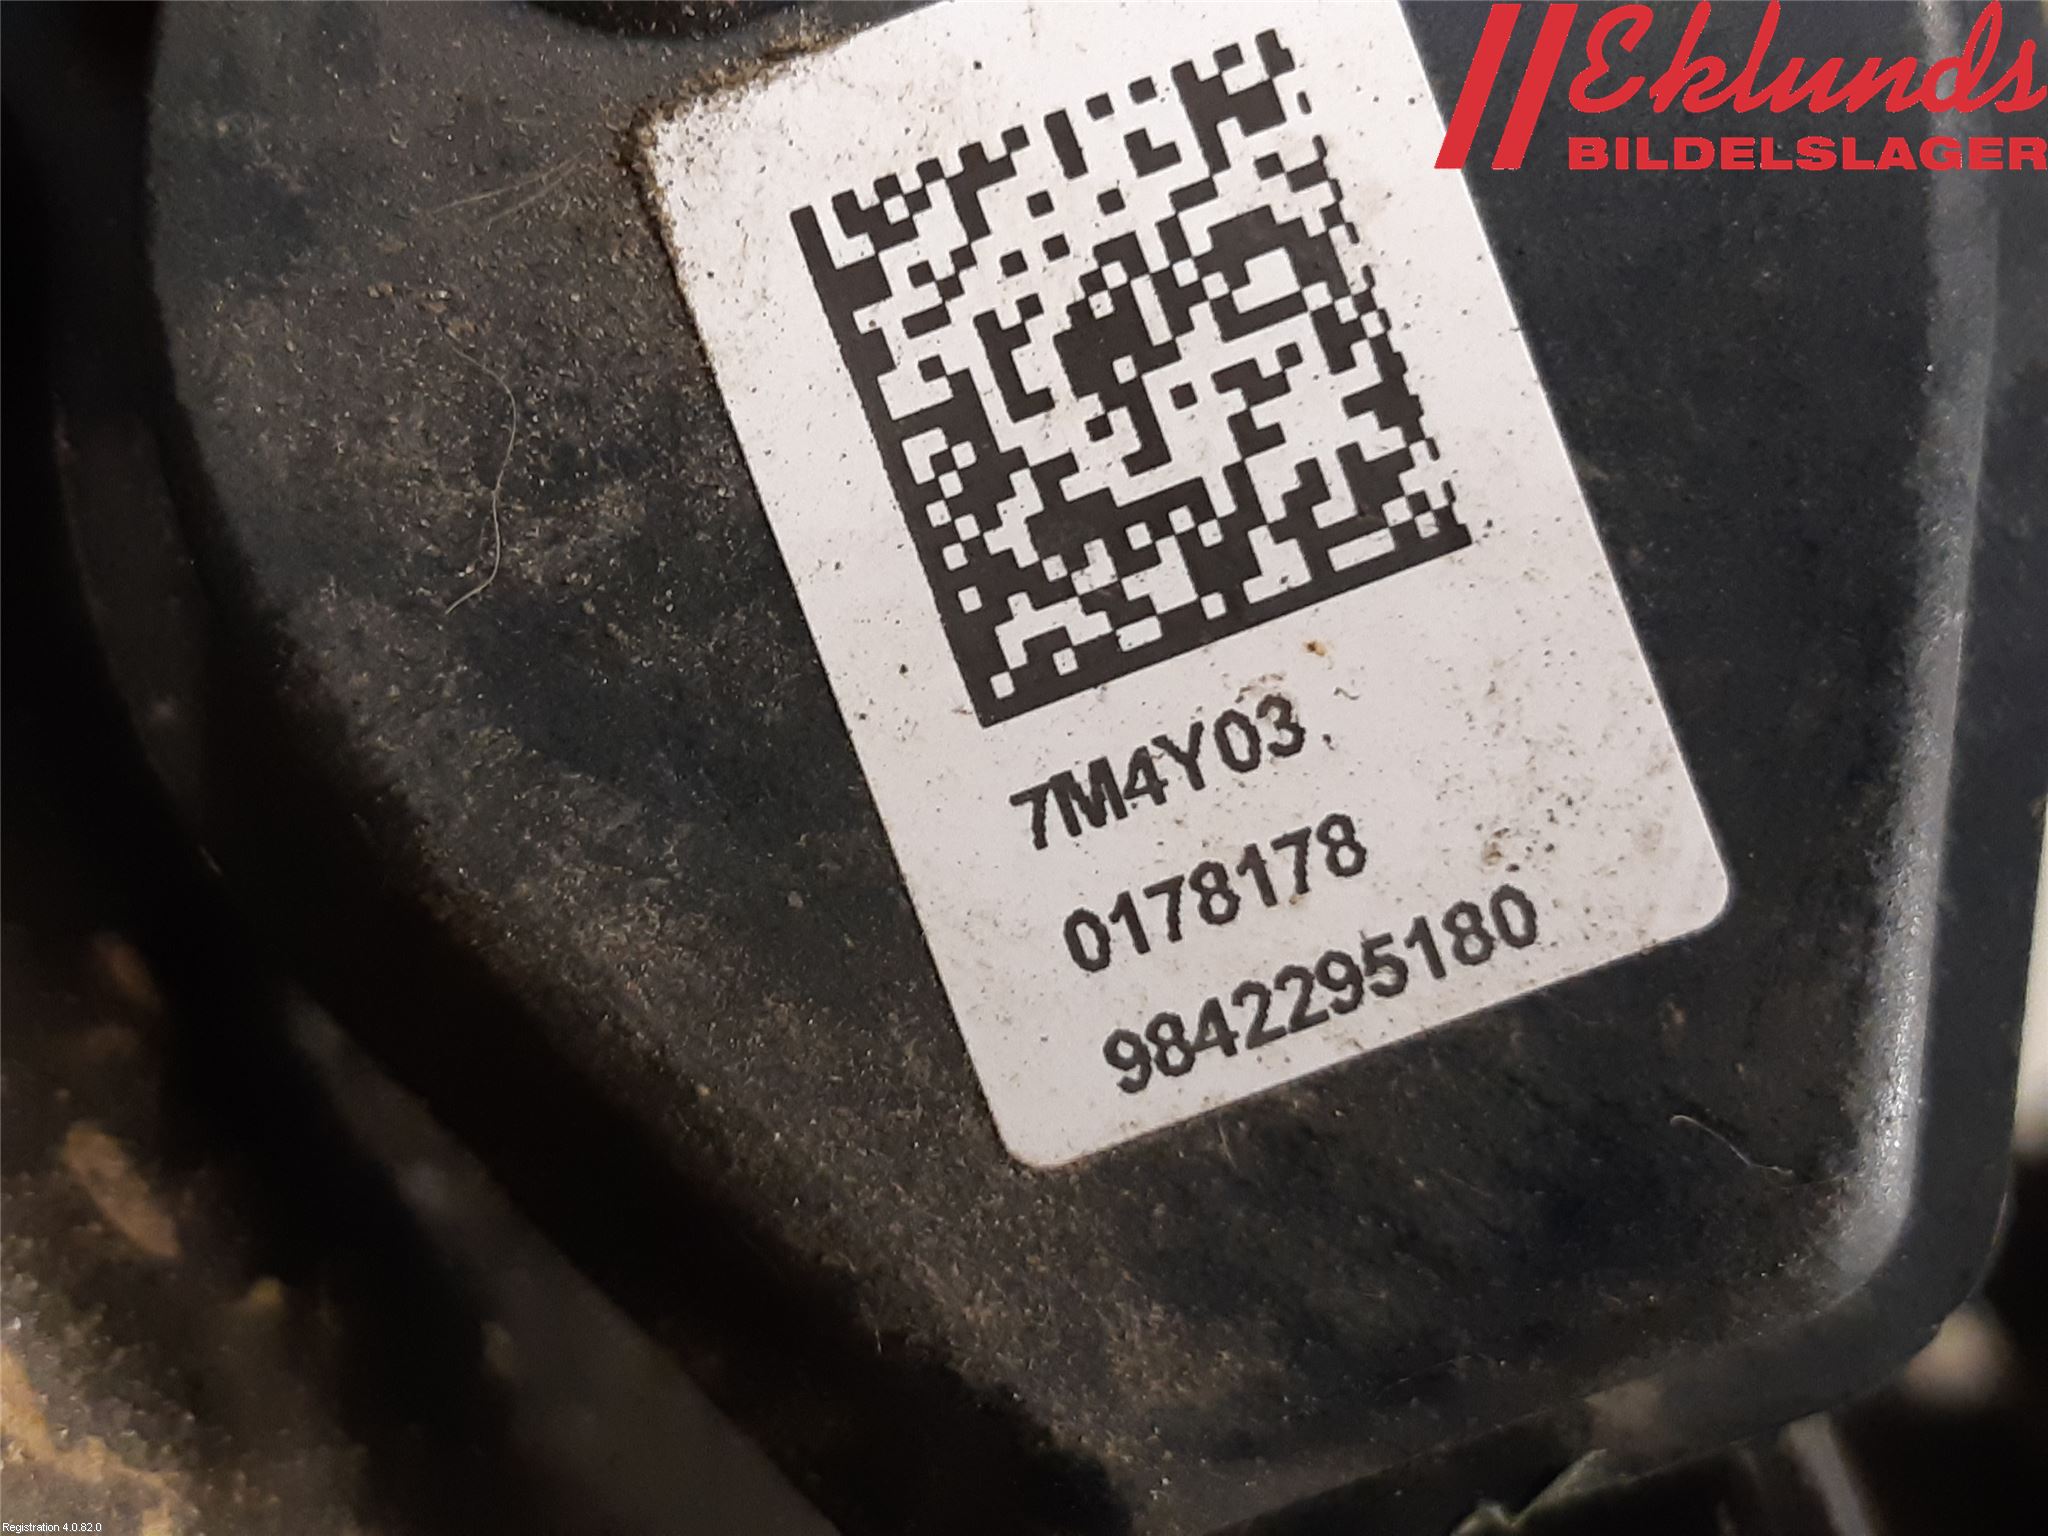 Eklunds
BILDELSLAGER
7M4Y03
0178178
9842295180
Registration 4.0.82.0